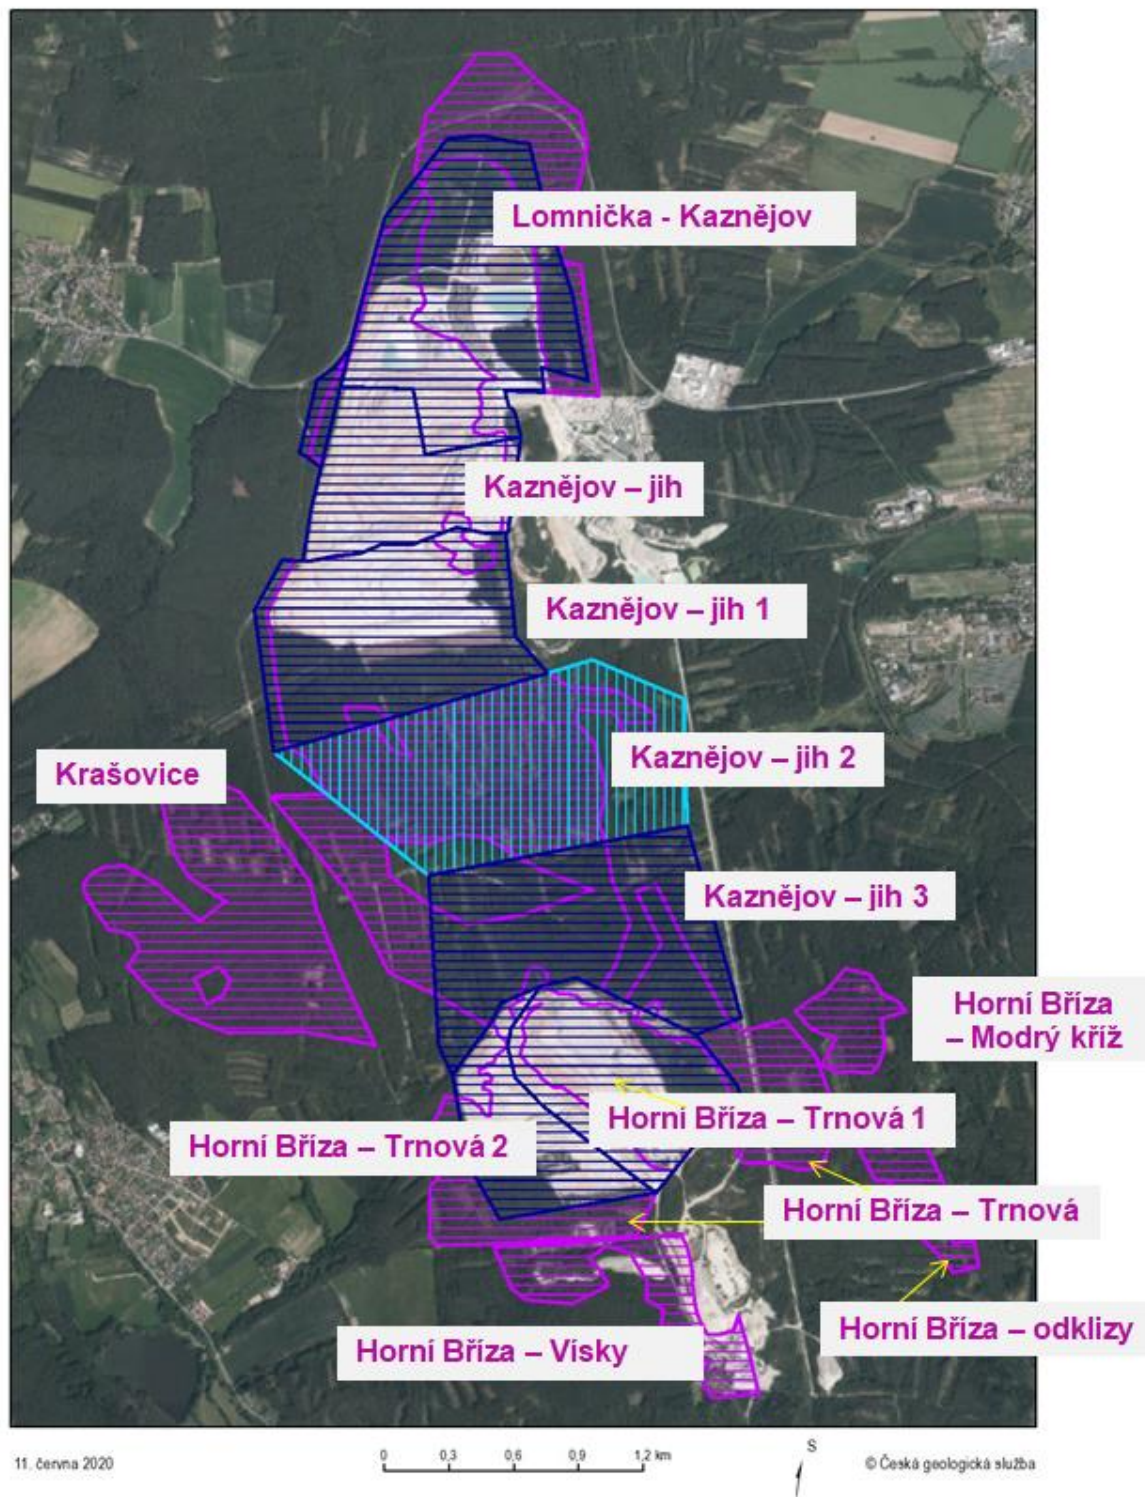 Lomnička - Kaznějov
Kaznějov – jih
Kaznějov – jih 1
Kaznějov – jih 2
Krašovice
Kaznějov – jih 3
Horní Bříza
– Modrý kříž
Horní Bříza – Trnová 1
Horní Bříza – Trnová 2
Horní Bříza – Trnová
Horní Bříza – odklizy
Horní Bříza – Vísky
11. června 2020
0 0,3 0,6 0,9 1,2 km
S
© Česká geologická služba